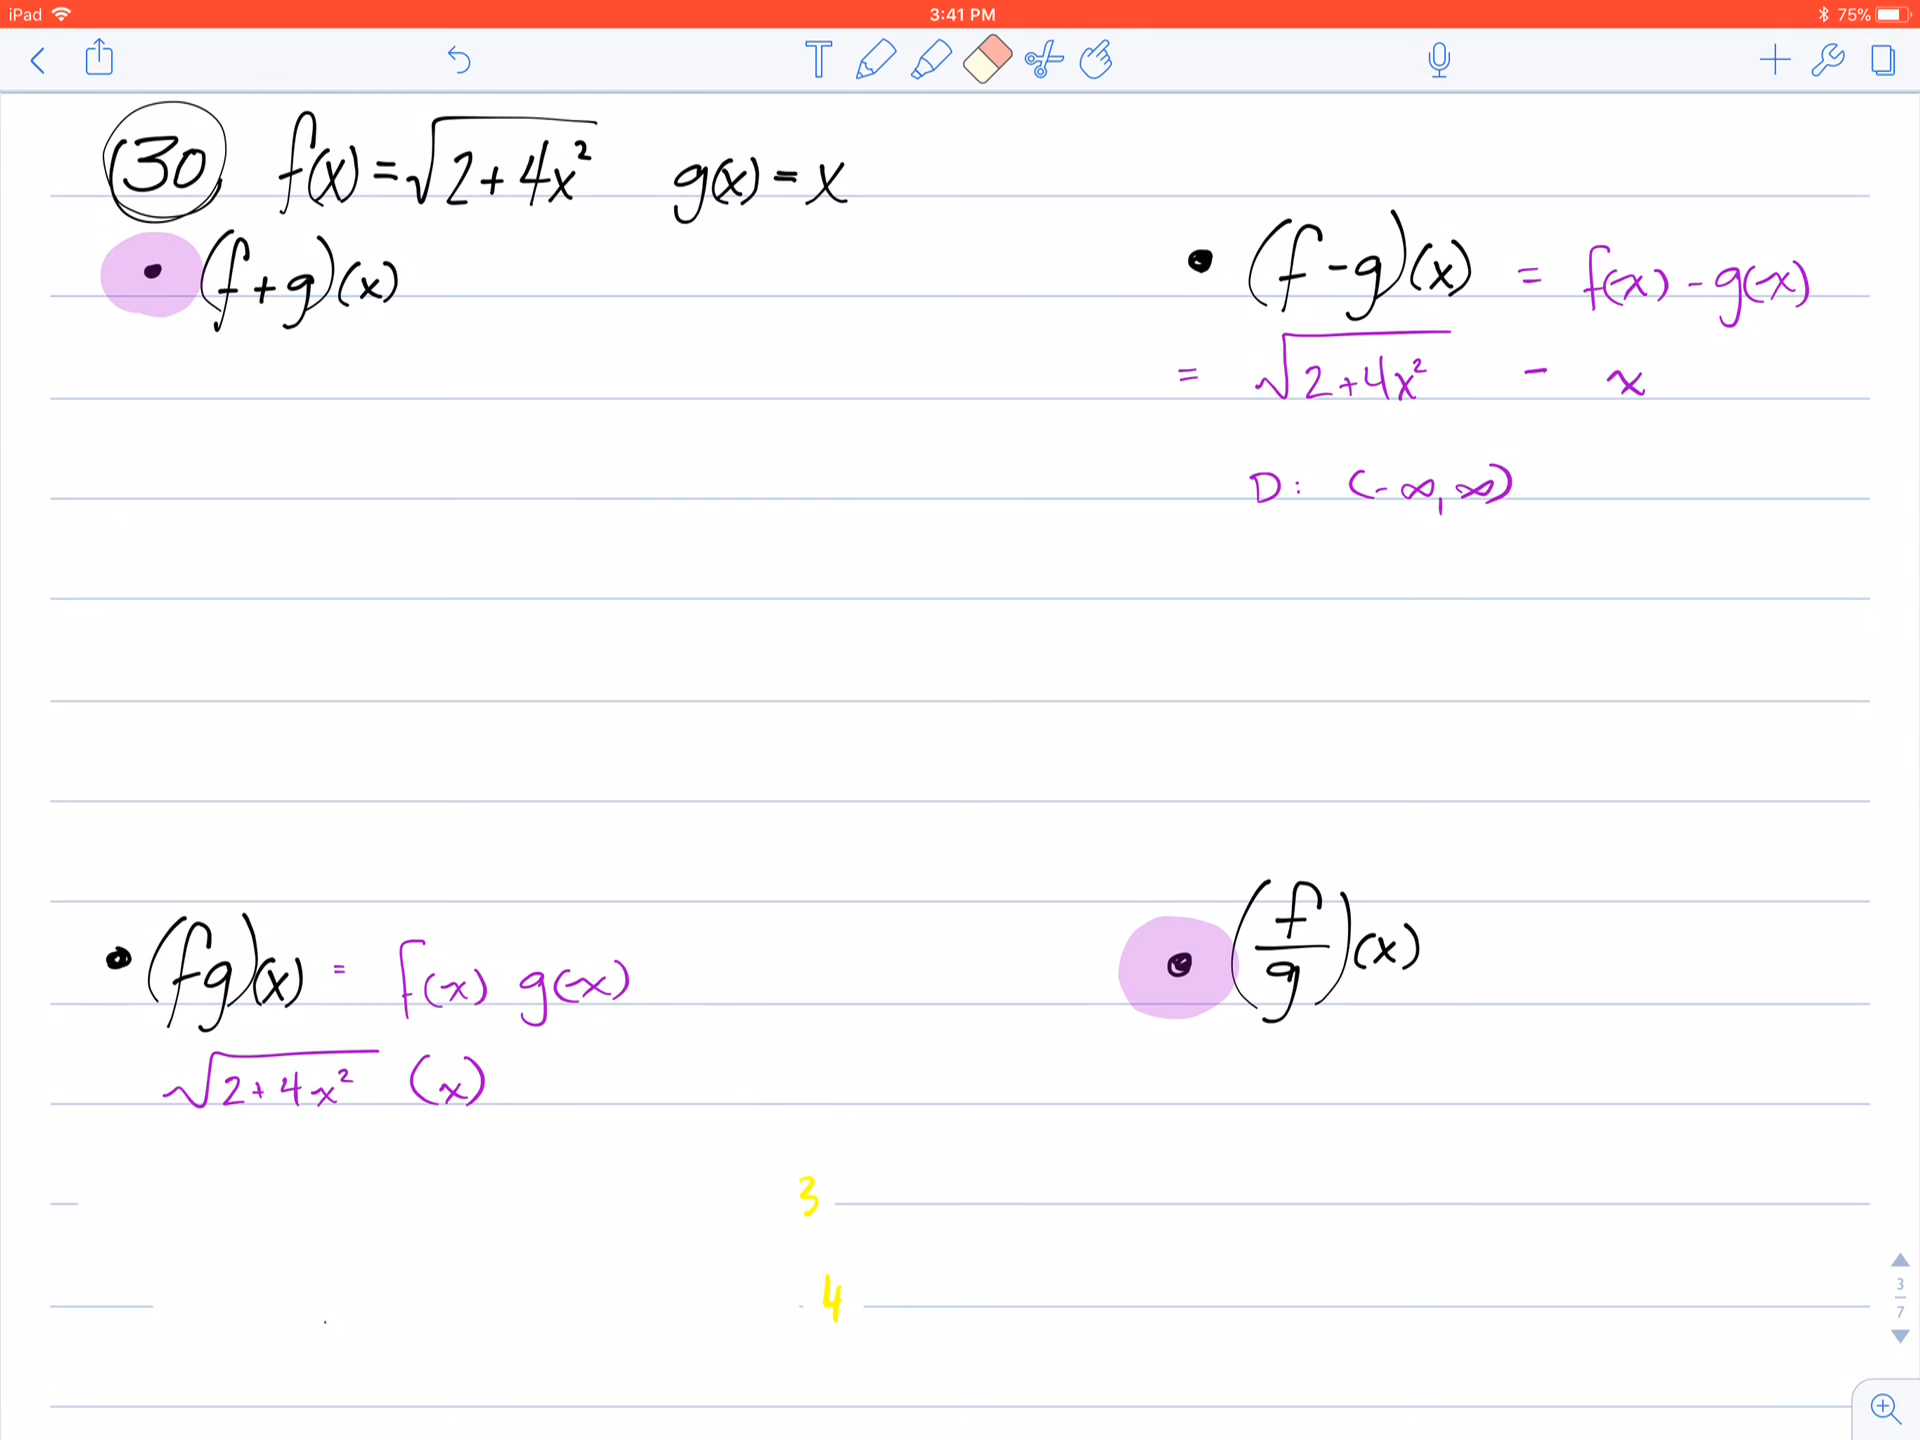 iPad 3:41 PM 75%
T
30. f(x) = √(2+4x²) g(x) = x
• (f+g)(x)
• (f-g)(x) = f(x) - g(x)
= √(2+4x²) - x
D: (-∞, ∞)
• (fg)(x) = f(x) g(x)
√(2+4x²) (x)
• (f/g)(x)
3
4
3
7